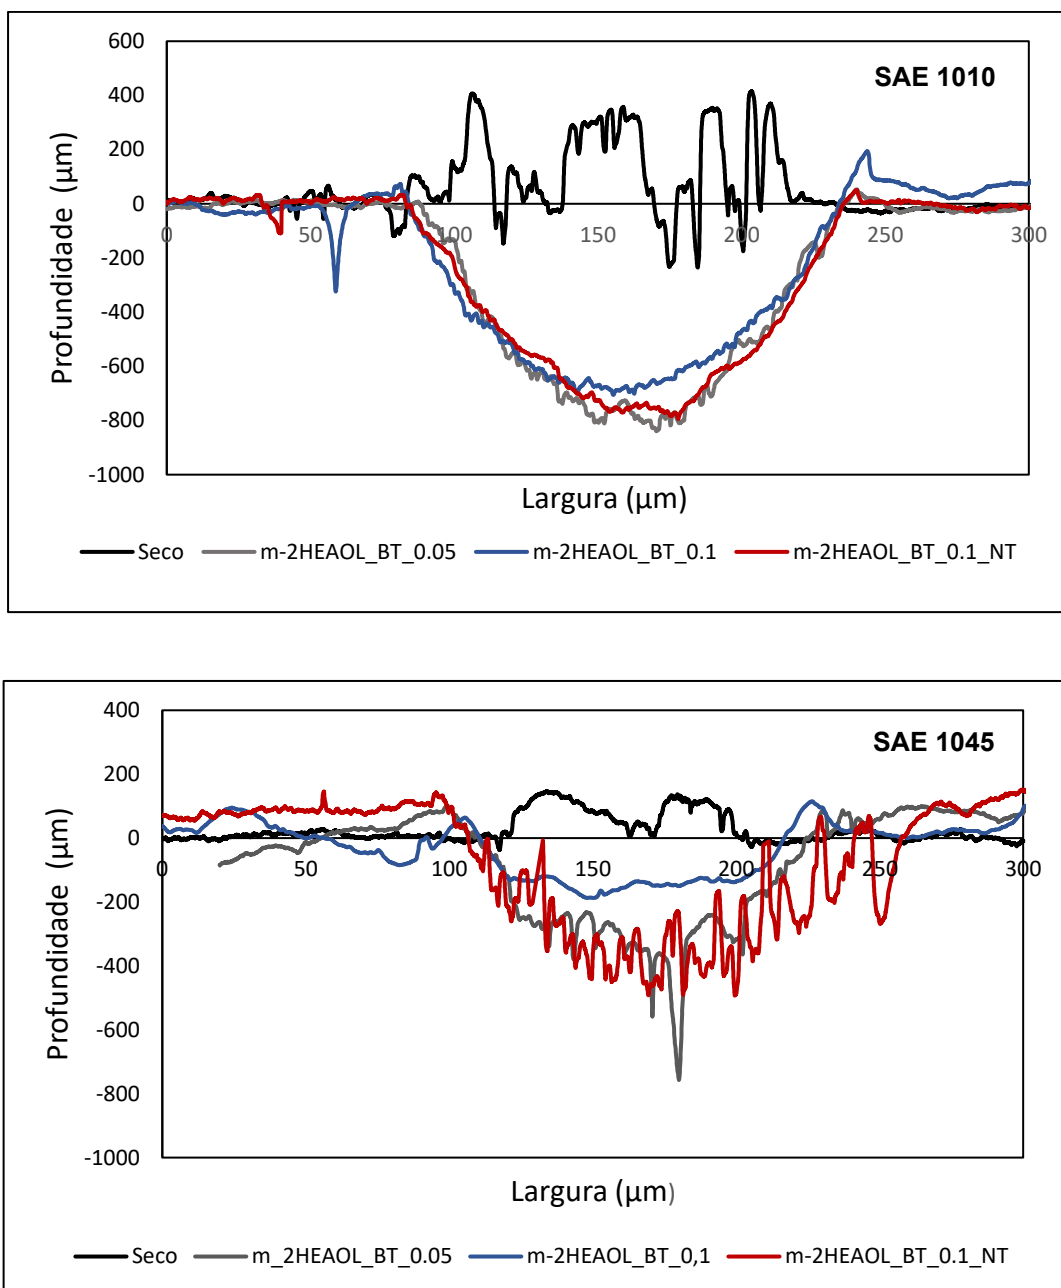 600
SAE 1010
400
200
0
-200
-400
-600
-800
-1000
0 50 100 150 200 250 300
Profundidade (µm)
Largura (µm)
Seco m-2HEAOL_BT_0.05 m-2HEAOL_BT_0.1 m-2HEAOL_BT_0.1_NT
400
SAE 1045
200
0
-200
-400
-600
-800
-1000
0 50 100 150 200 250 300
Profundidade (µm)
Largura (µm)
Seco m_2HEAOL_BT_0.05 m-2HEAOL_BT_0,1 m-2HEAOL_BT_0.1_NT